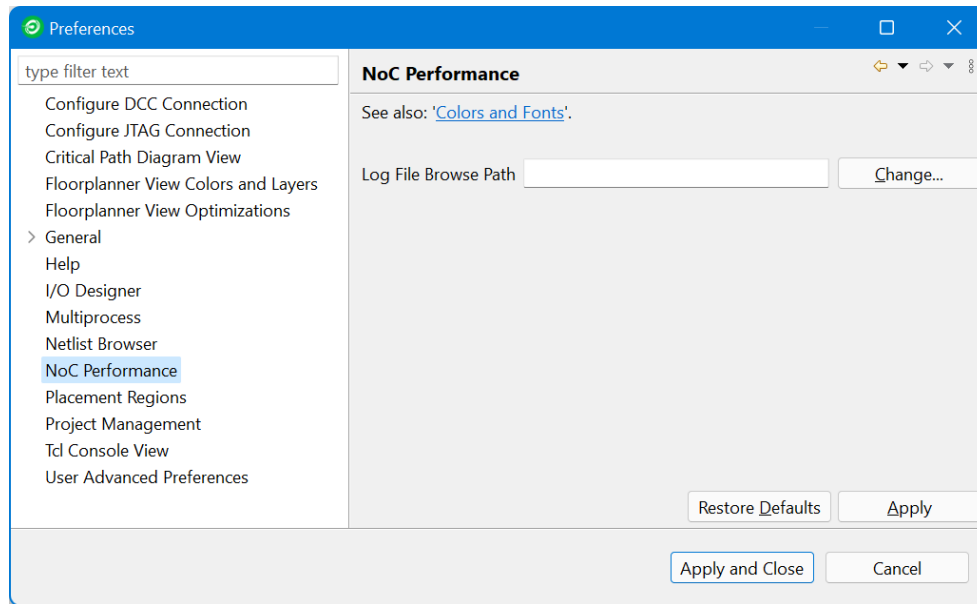 Preferences
type filter text
Configure DCC Connection
Configure JTAG Connection
Critical Path Diagram View
Floorplanner View Colors and Layers
Floorplanner View Optimizations
General
Help
I/O Designer
Multiprocess
Netlist Browser
NoC Performance
Placement Regions
Project Management
Tcl Console View
User Advanced Preferences
NoC Performance
See also: 'Colors and Fonts'.
Log File Browse Path
Change...
Restore Defaults
Apply
Apply and Close
Cancel